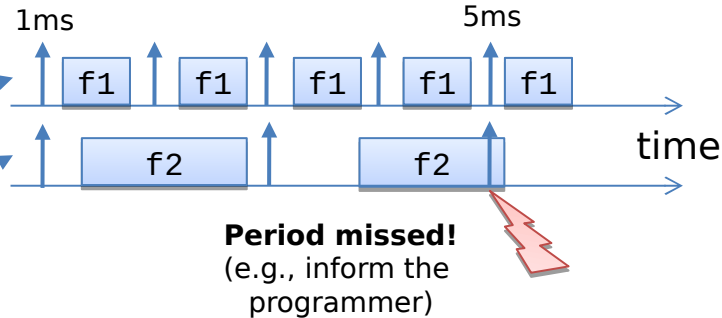 1ms
5ms
f1 f1 f1 f1 f1
time
f2 f2
Period missed!
(e.g., inform the
programmer)